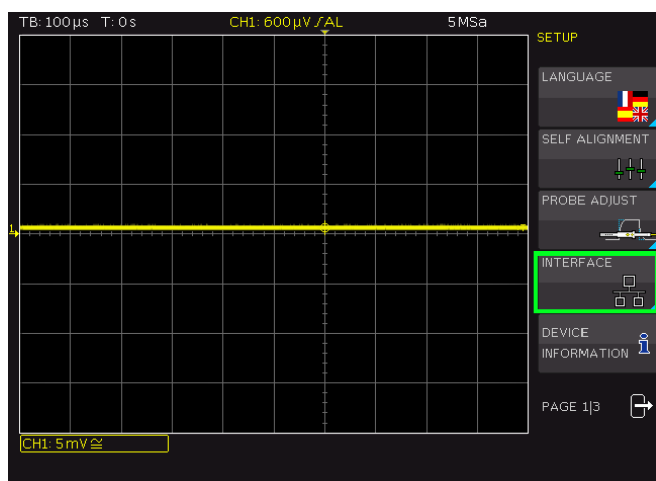 TB: 100µs T: 0s CH1: 600µV / AL 5MSa
SETUP
LANGUAGE
SELF ALIGNMENT
PROBE ADJUST
1
INTERFACE
DEVICE
INFORMATION
PAGE 1|3
CH1: 5mV ≅